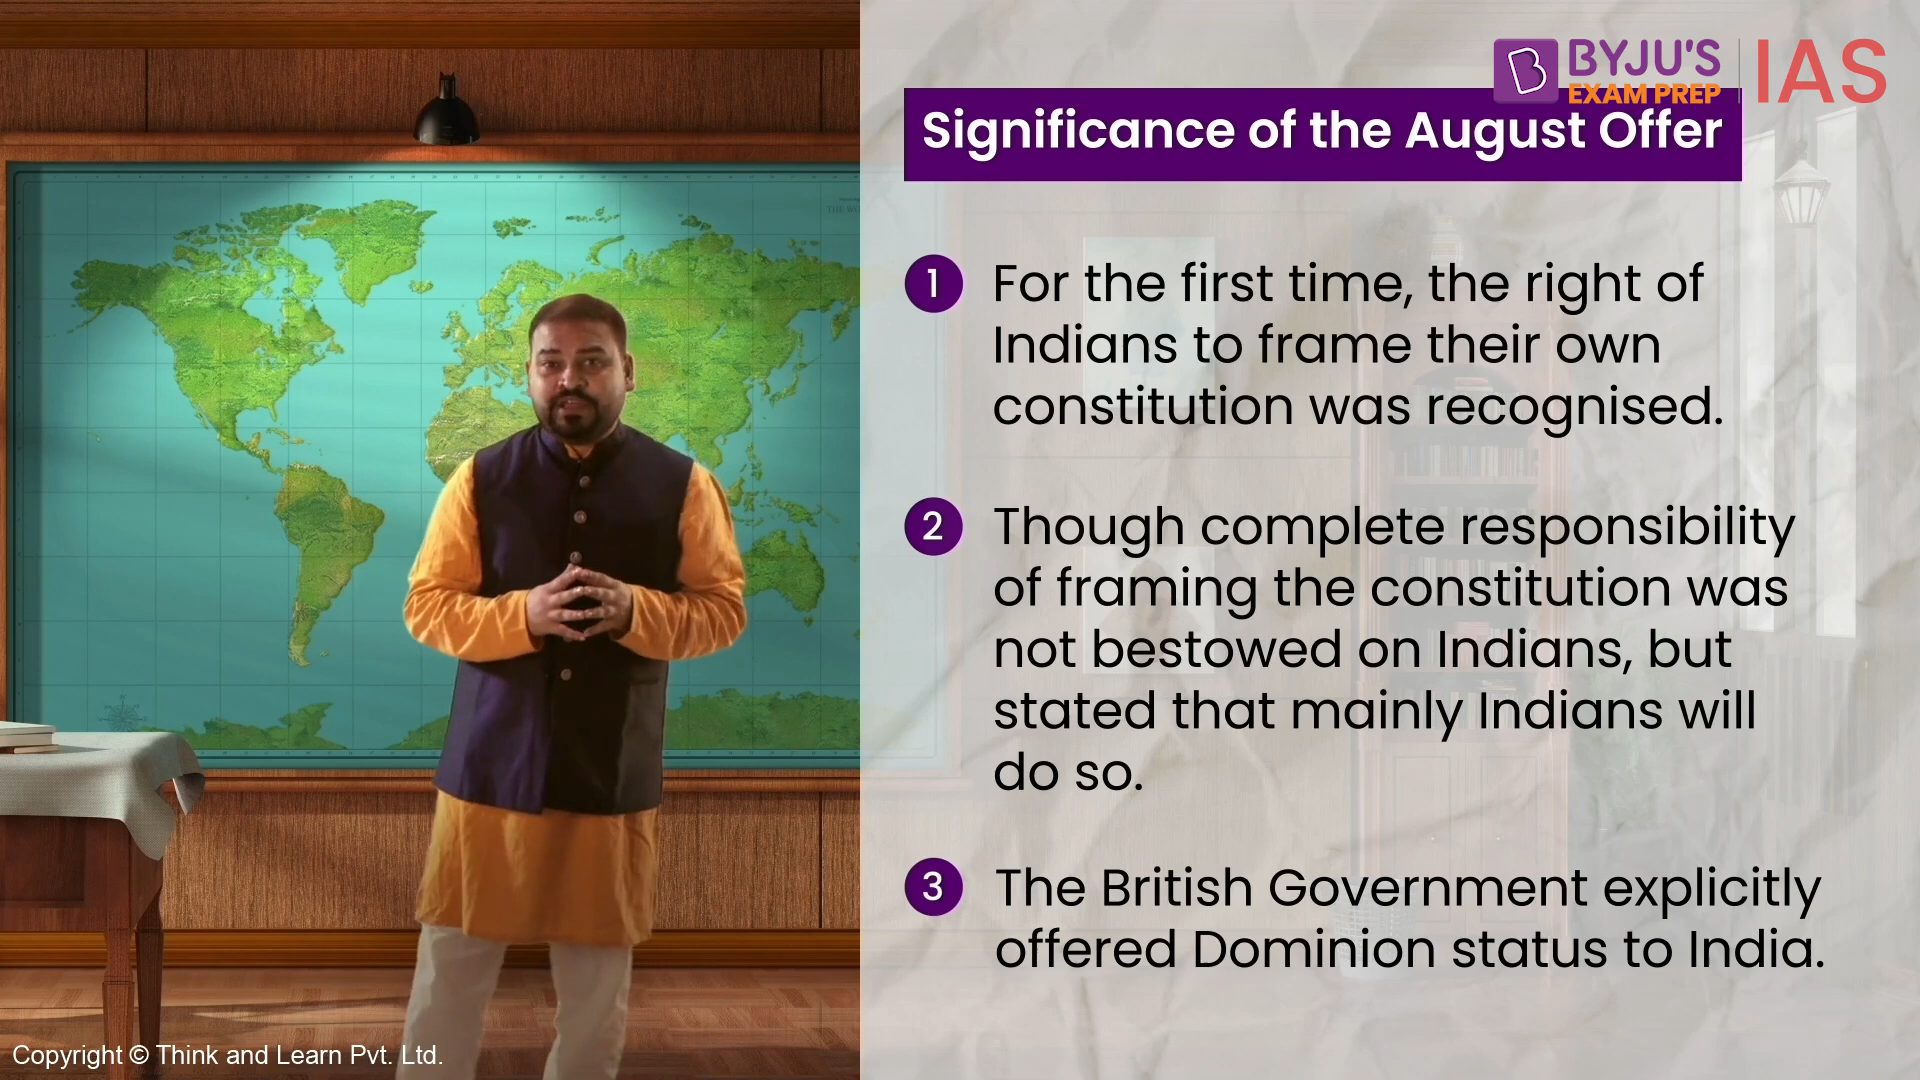 BYJU'S
EXAM PREP
IAS
Significance of the August Offer
1 For the first time, the right of
Indians to frame their own
constitution was recognised.
2 Though complete responsibility
of framing the constitution was
not bestowed on Indians, but
stated that mainly Indians will
do so.
3 The British Government explicitly
offered Dominion status to India.
Copyright © Think and Learn Pvt. Ltd.